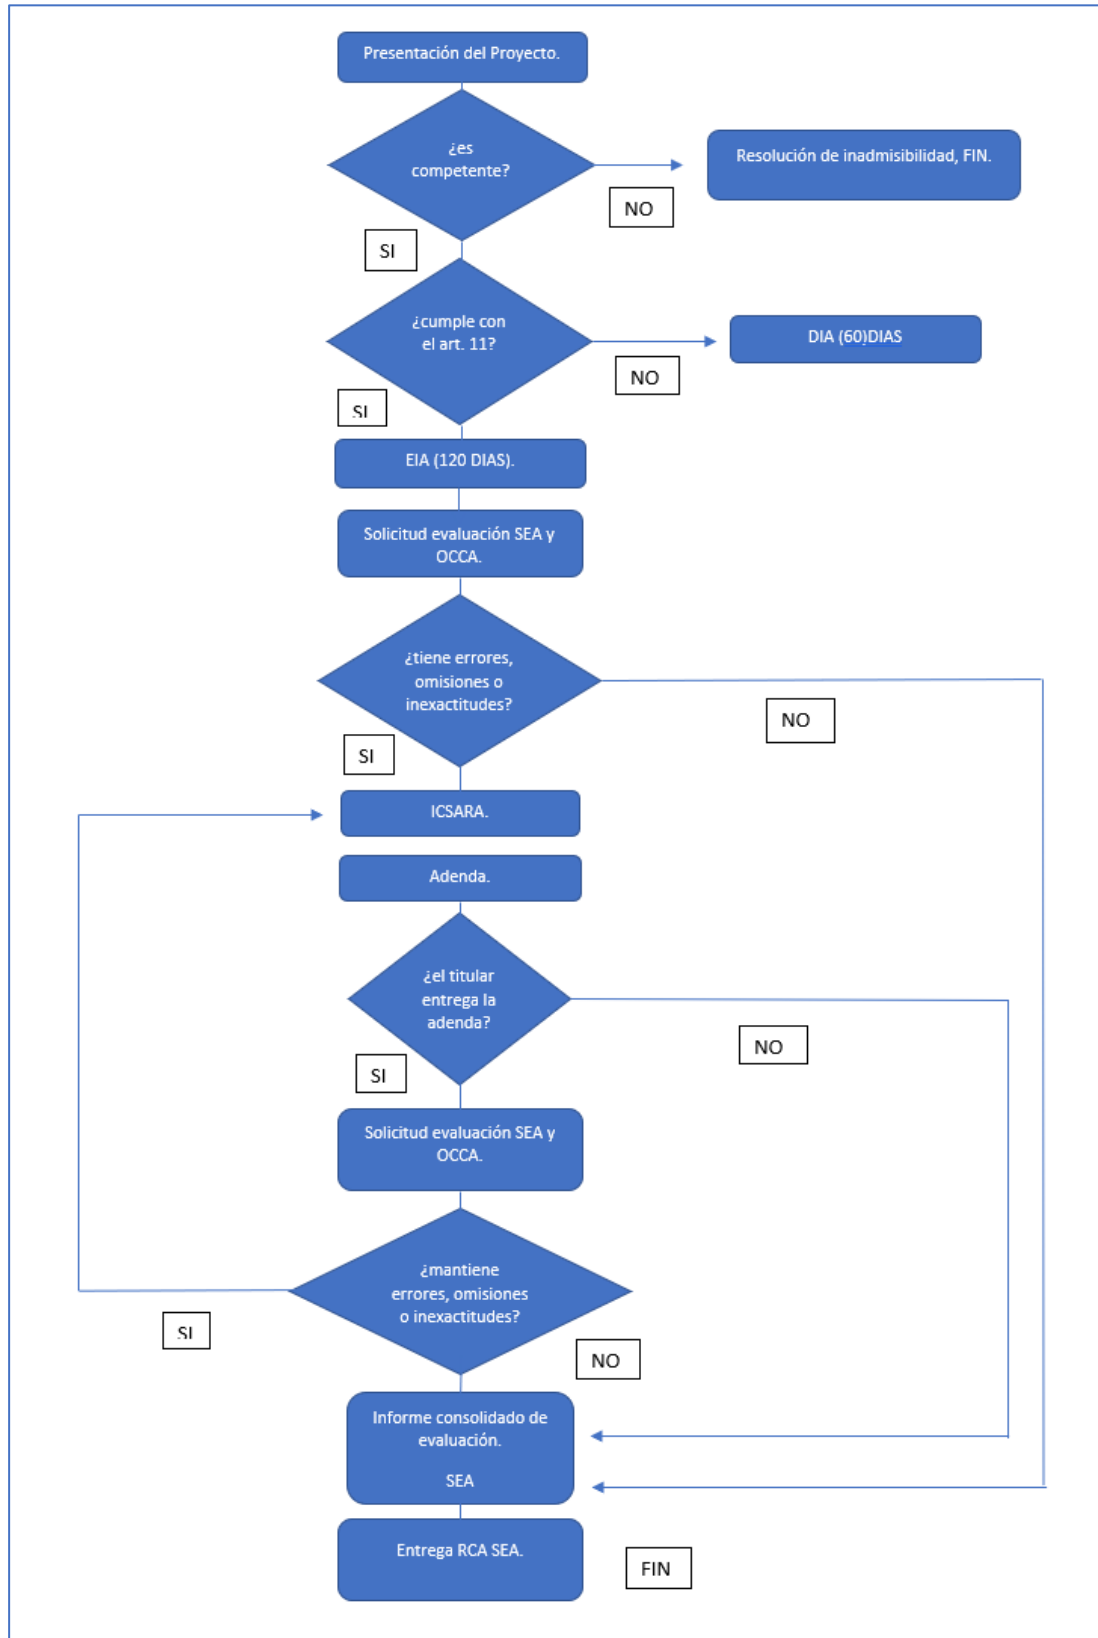 Presentación del Proyecto.
¿es
competente?
Resolución de inadmisibilidad, FIN.
NO
SI
¿cumple con
el art. 11?
DIA (60)DIAS
NO
SI
EIA (120 DIAS).
Solicitud evaluación SEA y
OCCA.
¿tiene errores,
omisiones o
inexactitudes?
NO
SI
ICSARA.
Adenda.
¿el titular
entrega la
adenda?
NO
SI
Solicitud evaluación SEA y
OCCA.
¿mantiene
errores, omisiones
o inexactitudes?
SI
NO
Informe consolidado de
evaluación.
SEA
Entrega RCA SEA.
FIN